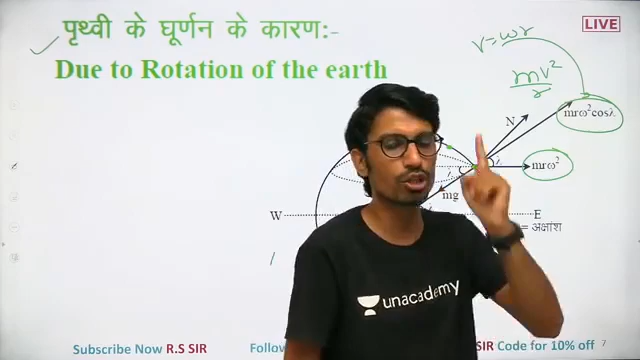 पृथ्वी के घूर्णन के कारण:-
LIVE
Due to Rotation of the earth
v=ωr
mv²/r
N
mrω²cosλ
λ
mrω²
λ
mg
W
E
= अक्षांश
unacademy
Subscribe Now R.S SIR
Follow
SIR Code for 10% off
7